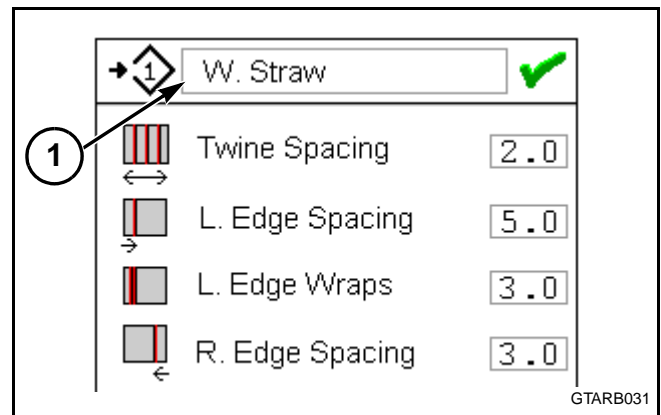 1 W. Straw
1
Twine Spacing 2.0
L. Edge Spacing 5.0
L. Edge Wraps 3.0
R. Edge Spacing 3.0
GTARB031